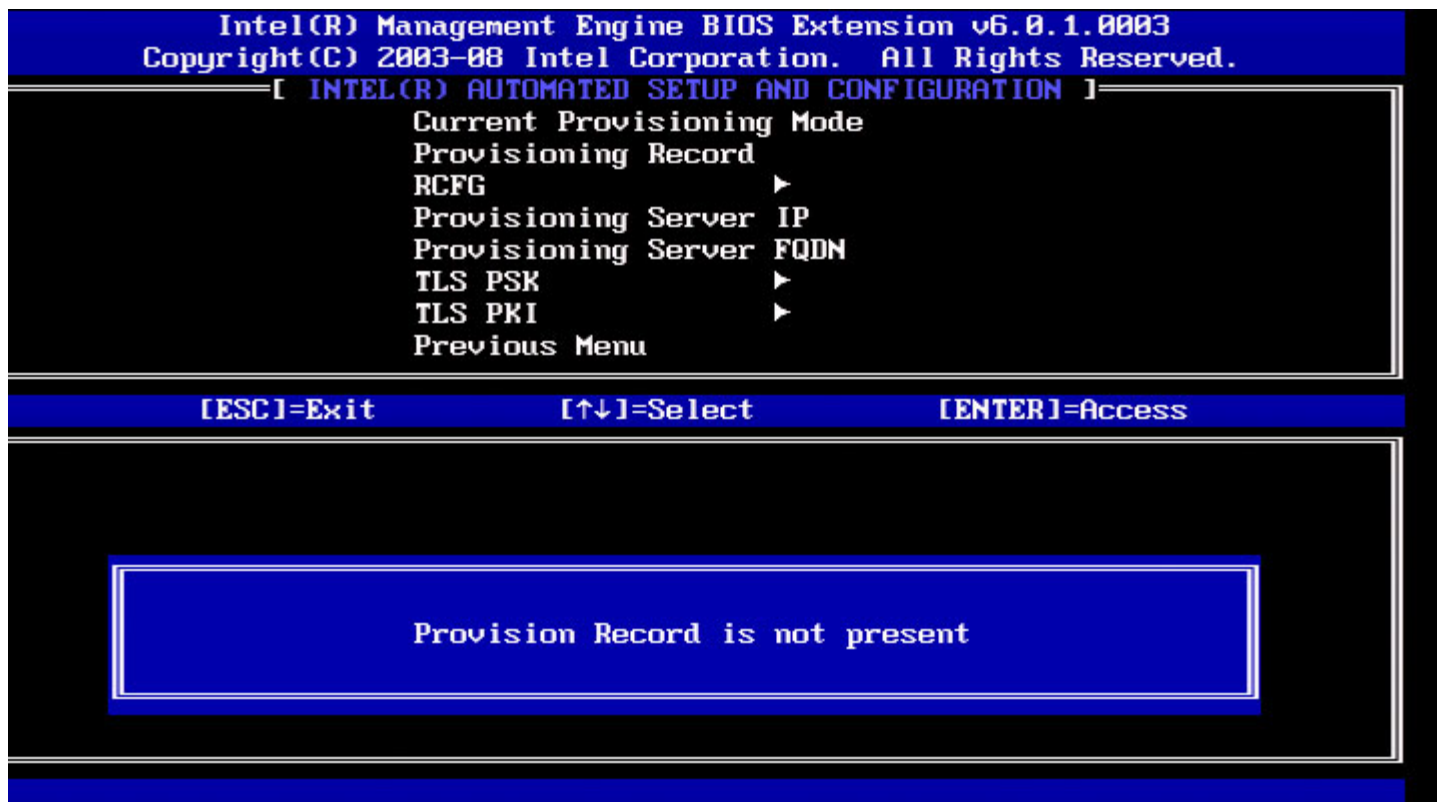 Intel(R) Management Engine BIOS Extension v6.0.1.0003
Copyright(C) 2003-08 Intel Corporation. All Rights Reserved.
[ INTEL(R) AUTOMATED SETUP AND CONFIGURATION ]
Current Provisioning Mode
Provisioning Record
RCFG ►
Provisioning Server IP
Provisioning Server FQDN
TLS PSK ►
TLS PKI ►
Previous Menu
[ESC]=Exit [↑↓]=Select [ENTER]=Access
Provision Record is not present